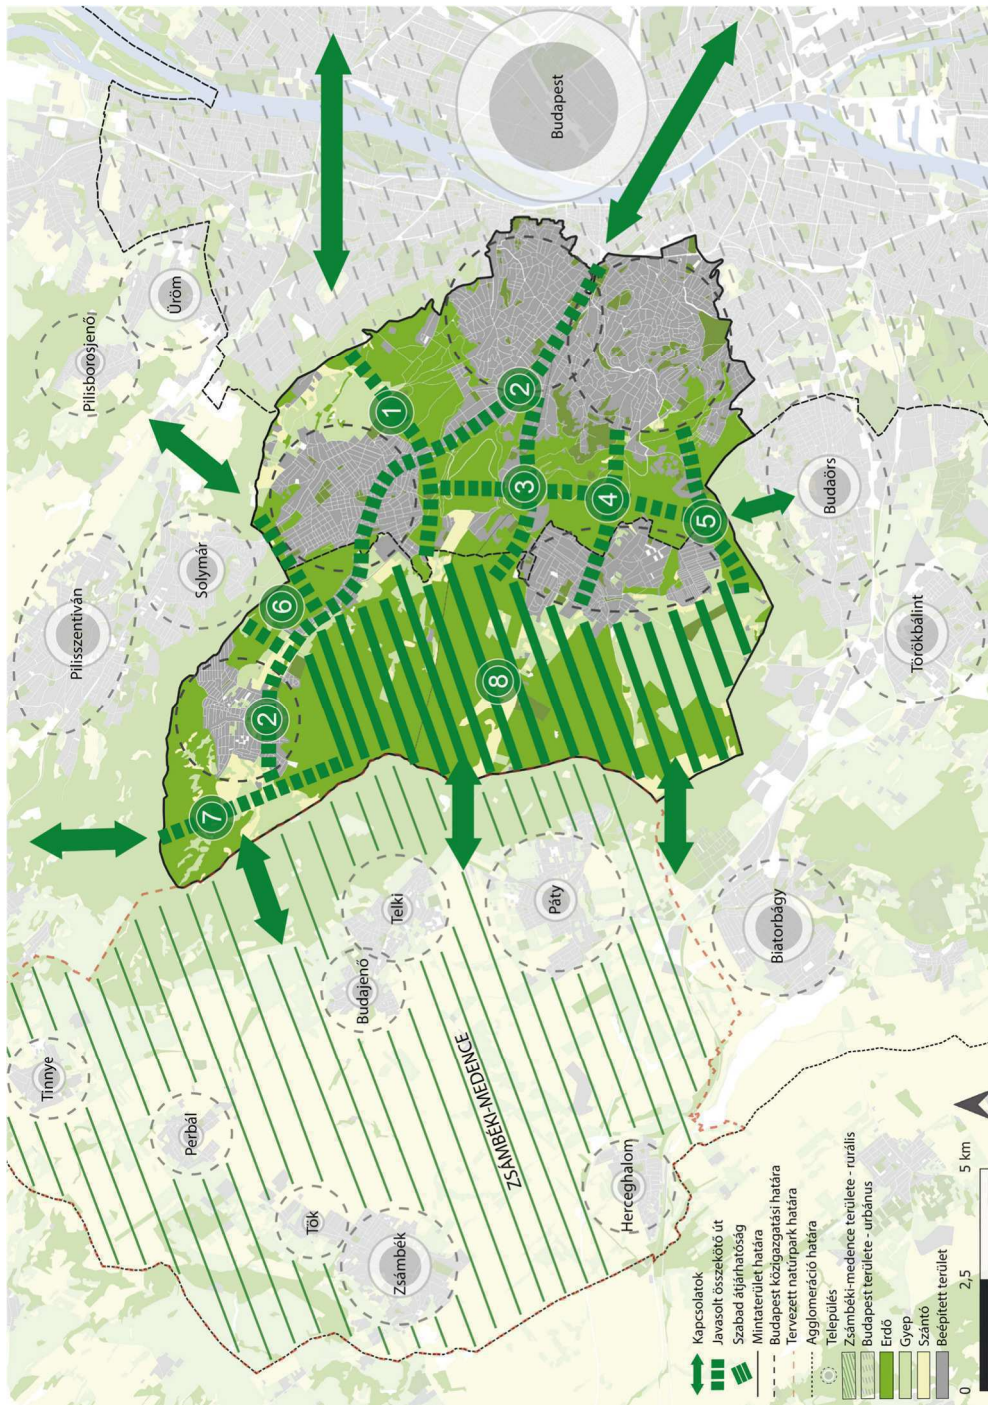 Budapest
Pilisborosjenő
Üröm
Pilisszentiván
Solymár
Budaörs
Törökbálint
1
2
3
4
5
6
2
7
8
Telki
Budajenő
Páty
Biatorbágy
Tinnye
Perbál
Tök
Zsámbék
Herceghalom
ZSÁMBÉKI-MEDENCE
Kapcsolatok
Javasolt összekötő út
Szabad átjárhatóság
Mintaterület határa
Budapest közigazgatási határa
Tervezett natúrpark határa
Agglomeráció határa
Település
Zsámbéki-medence területe - rurális
Budapest területe - urbánus
Erdő
Gyep
Szántó
Beépített terület
0
2,5
5 km